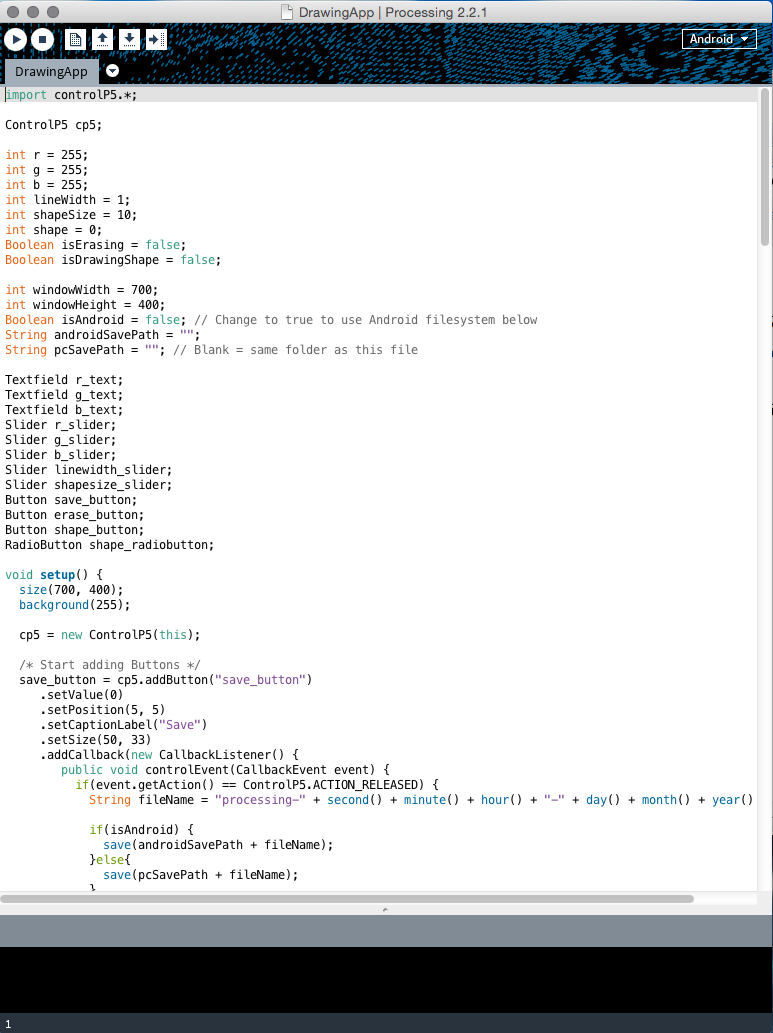 DrawingApp | Processing 2.2.1
Android
DrawingApp
import controlP5.*;
ControlP5 cp5;
int r = 255;
int g = 255;
int b = 255;
int lineWidth = 1;
int shapeSize = 10;
int shape = 0;
Boolean isErasing = false;
Boolean isDrawingShape = false;
int windowWidth = 700;
int windowHeight = 400;
Boolean isAndroid = false; // Change to true to use Android filesystem below
String androidSavePath = "";
String pcSavePath = ""; // Blank = same folder as this file
Textfield r_text;
Textfield g_text;
Textfield b_text;
Slider r_slider;
Slider g_slider;
Slider b_slider;
Slider linewidth_slider;
Slider shapesize_slider;
Button save_button;
Button erase_button;
Button shape_button;
RadioButton shape_radiobutton;
void setup() {
  size(700, 400);
  background(255);
  cp5 = new ControlP5(this);
  /* Start adding Buttons */
  save_button = cp5.addButton("save_button")
     .setValue(0)
     .setPosition(5, 5)
     .setCaptionLabel("Save")
     .setSize(50, 33)
     .addCallback(new CallbackListener() {
        public void controlEvent(CallbackEvent event) {
          if(event.getAction() == ControlP5.ACTION_RELEASED) {
            String fileName = "processing-" + second() + minute() + hour() + "-" + day() + month() + year()
            if(isAndroid) {
              save(androidSavePath + fileName);
            }else{
              save(pcSavePath + fileName);
            }
1